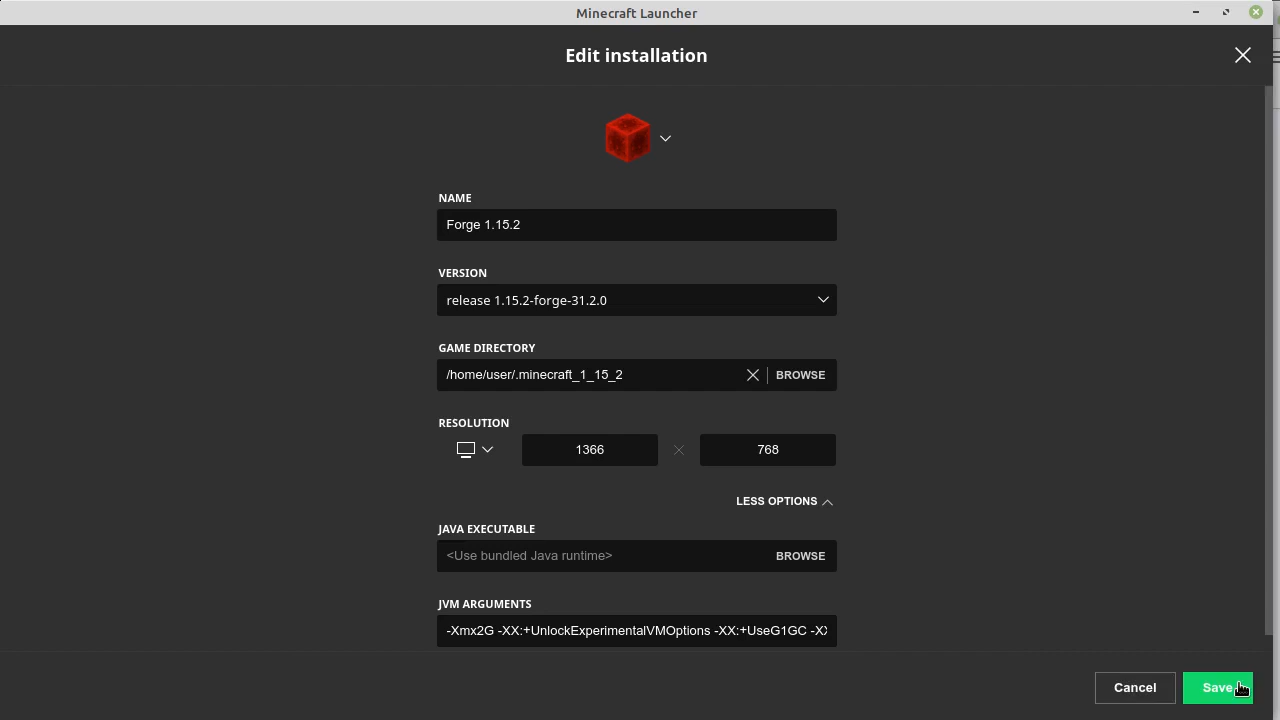 Minecraft Launcher
Edit installation
NAME
Forge 1.15.2
VERSION
release 1.15.2-forge-31.2.0
GAME DIRECTORY
/home/user/.minecraft_1_15_2
BROWSE
RESOLUTION
1366
768
LESS OPTIONS
JAVA EXECUTABLE
<Use bundled Java runtime>
BROWSE
JVM ARGUMENTS
-Xmx2G -XX:+UnlockExperimentalVMOptions -XX:+UseG1GC -XX
Cancel
Save